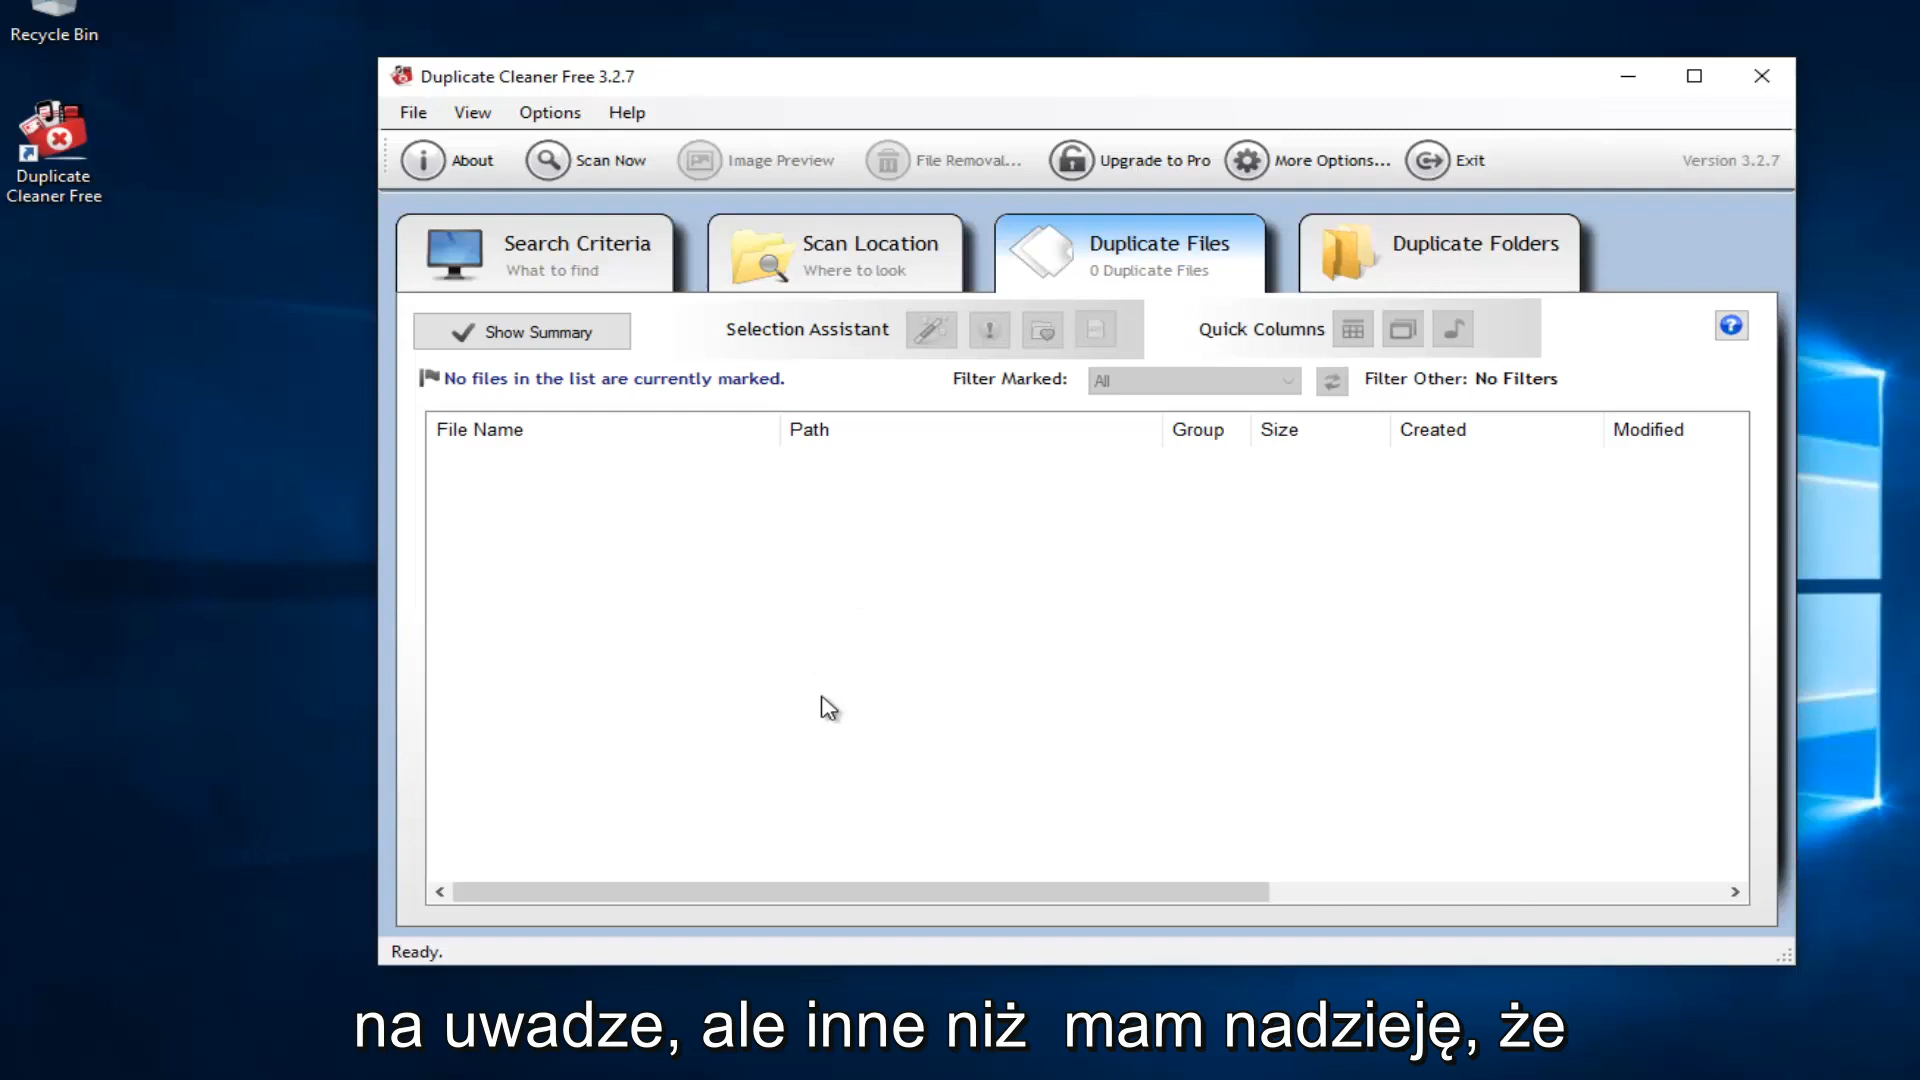 Recycle Bin
Duplicate
Cleaner Free
Duplicate Cleaner Free 3.2.7
File View Options Help
About Scan Now Image Preview File Removal... Upgrade to Pro More Options... Exit Version 3.2.7
Search Criteria Scan Location Duplicate Files Duplicate Folders
What to find Where to look 0 Duplicate Files
Show Summary Selection Assistant Quick Columns
No files in the list are currently marked. Filter Marked: All Filter Other: No Filters
File Name Path Group Size Created Modified
Ready.
na uwadze, ale inne niż mam nadzieję, że